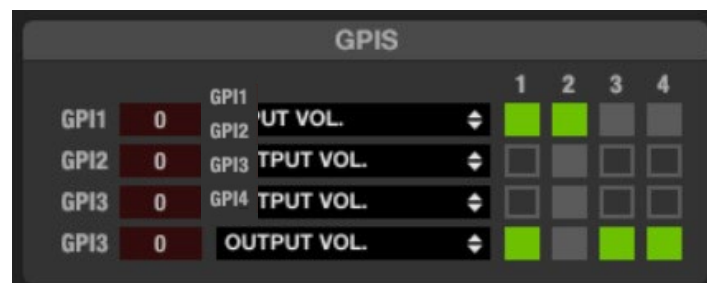 GPIS
1 2 3 4
GPI1
GPI1 0 PUT VOL.
GPI2
GPI2 0 TPUT VOL.
GPI3
GPI3 0 TPUT VOL.
GPI4
GPI3 0 OUTPUT VOL.